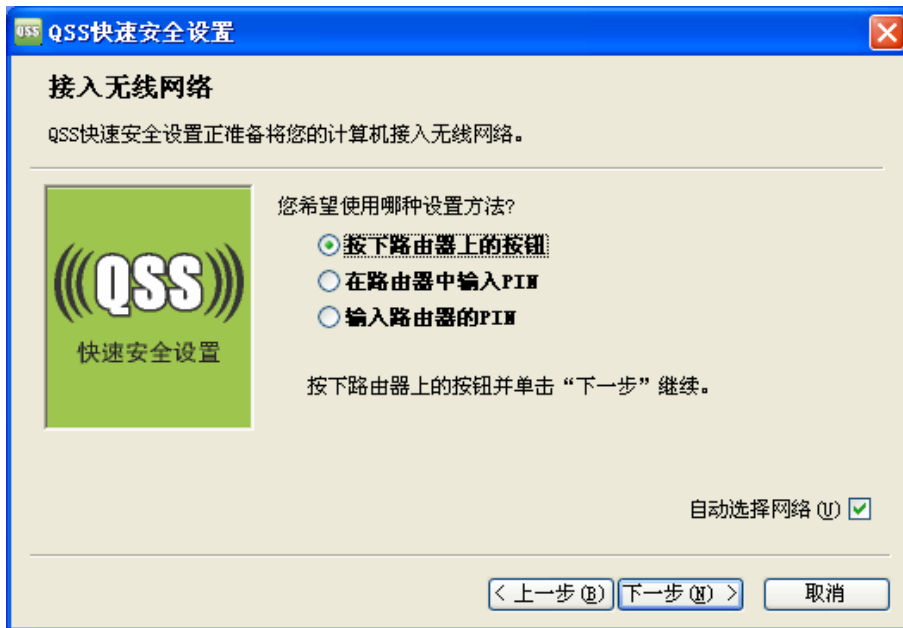 QSS QSS快速安全设置
接入无线网络
QSS快速安全设置正准备将您的计算机接入无线网络。
您希望使用哪种设置方法?
按下路由器上的按钮
在路由器中输入PIN
输入路由器的PIN
(((QSS)))
快速安全设置
按下路由器上的按钮并单击“下一步”继续。
自动选择网络(U)
< 上一步(B) 下一步(N) > 取消